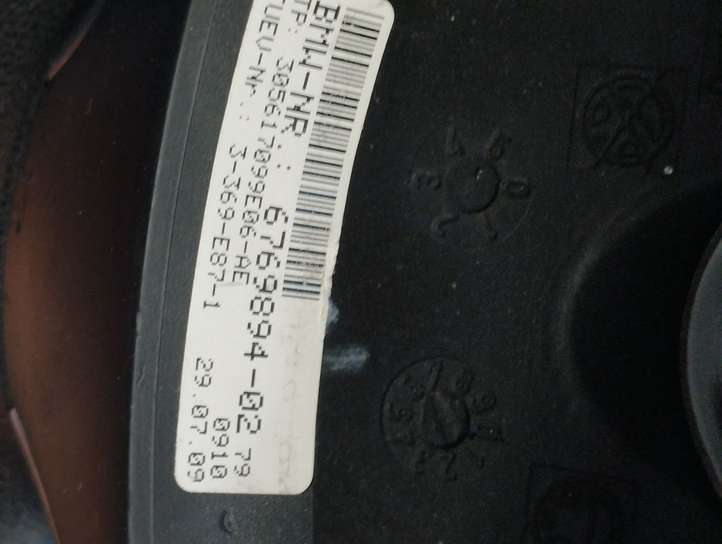 BMW-NR.: 6769894-02 79
TP: 305617099E06-AE 0910
TUEV-Nr.: 3-369-E87-1 29.07.09